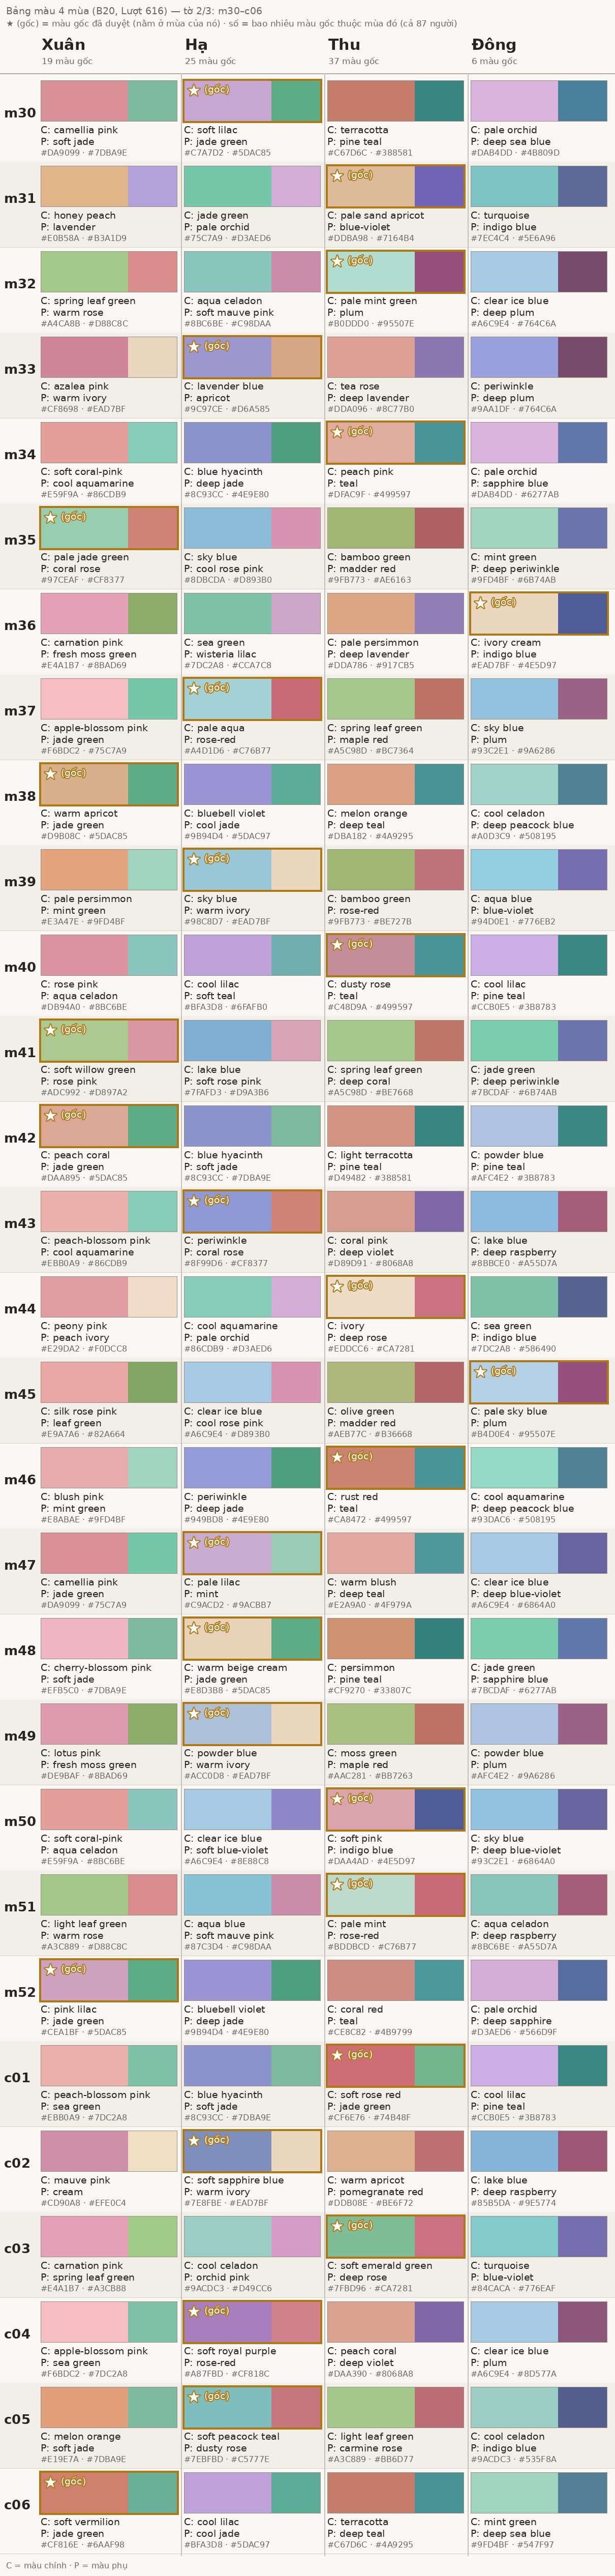 Bảng màu 4 mùa (B20, Lượt 616) — tờ 2/3: m30–c06
★ (gốc) = màu gốc đã duyệt (nằm ở mùa của nó) · số = bao nhiêu màu gốc thuộc mùa đó (cả 87 người)
Xuân Hạ Thu Đông
19 màu gốc 25 màu gốc 37 màu gốc 6 màu gốc
★ (gốc)
m30
C: camellia pink C: soft lilac C: terracotta C: pale orchid
P: soft jade P: jade green P: pine teal P: deep sea blue
#DA9099 · #7DBA9E #C7A7D2 · #5DAC85 #C67D6C · #388581 #DAB4DD · #4B809D
★ (gốc)
m31
C: honey peach C: jade green C: pale sand apricot C: turquoise
P: lavender P: pale orchid P: blue-violet P: indigo blue
#E0B58A · #B3A1D9 #75C7A9 · #D3AED6 #DDBA98 · #7164B4 #7EC4C4 · #5E6A96
★ (gốc)
m32
C: spring leaf green C: aqua celadon C: pale mint green C: clear ice blue
P: warm rose P: soft mauve pink P: plum P: deep plum
#A4CA8B · #D88C8C #8BC6BE · #C98DAA #B0DDD0 · #95507E #A6C9E4 · #764C6A
★ (gốc)
m33
C: azalea pink C: lavender blue C: tea rose C: periwinkle
P: warm ivory P: apricot P: deep lavender P: deep plum
#CF8698 · #EAD7BF #9C97CE · #D6A585 #DDA096 · #8C77B0 #9AA1DF · #764C6A
★ (gốc)
m34
C: soft coral-pink C: blue hyacinth C: peach pink C: pale orchid
P: cool aquamarine P: deep jade P: teal P: sapphire blue
#E59F9A · #86CDB9 #8C93CC · #4E9E80 #DFAC9F · #499597 #DAB4DD · #6277AB
★ (gốc)
m35
C: pale jade green C: sky blue C: bamboo green C: mint green
P: coral rose P: cool rose pink P: madder red P: deep periwinkle
#97CEAF · #CF8377 #8DBCDA · #D893B0 #9FB773 · #AE6163 #9FD4BF · #6B74AB
★ (gốc)
m36
C: carnation pink C: sea green C: pale persimmon C: ivory cream
P: fresh moss green P: wisteria lilac P: deep lavender P: indigo blue
#E4A1B7 · #8BAD69 #7DC2A8 · #CCA7C8 #DDA786 · #917CB5 #EAD7BF · #4E5D97
★ (gốc)
m37
C: apple-blossom pink C: pale aqua C: spring leaf green C: sky blue
P: jade green P: rose-red P: maple red P: plum
#F6BDC2 · #75C7A9 #A4D1D6 · #C76B77 #A5C98D · #BC7364 #93C2E1 · #9A6286
★ (gốc)
m38
C: warm apricot C: bluebell violet C: melon orange C: cool celadon
P: jade green P: cool jade P: deep teal P: deep peacock blue
#D9B08C · #5DAC85 #9B94D4 · #5DAC97 #DBA182 · #4A9295 #A0D3C9 · #508195
★ (gốc)
m39
C: pale persimmon C: sky blue C: bamboo green C: aqua blue
P: mint green P: warm ivory P: rose-red P: blue-violet
#E3A47E · #9FD4BF #98C8D7 · #EAD7BF #9FB773 · #BE727B #94D0E1 · #776EB2
★ (gốc)
m40
C: rose pink C: cool lilac C: dusty rose C: cool lilac
P: aqua celadon P: soft teal P: teal P: pine teal
#DB94A0 · #8BC6BE #BFA3D8 · #6FAFB0 #C48D9A · #499597 #CCB0E5 · #3B8783
★ (gốc)
m41
C: soft willow green C: lake blue C: spring leaf green C: jade green
P: rose pink P: soft rose pink P: deep coral P: deep periwinkle
#ADC992 · #D897A2 #7FAFD3 · #D9A3B6 #A5C98D · #BE7668 #7BCDAF · #6B74AB
★ (gốc)
m42
C: peach coral C: blue hyacinth C: light terracotta C: powder blue
P: jade green P: soft jade P: pine teal P: pine teal
#DAA895 · #5DAC85 #8C93CC · #7DBA9E #D49482 · #388581 #AFC4E2 · #3B8783
★ (gốc)
m43
C: peach-blossom pink C: periwinkle C: coral pink C: lake blue
P: cool aquamarine P: coral rose P: deep violet P: deep raspberry
#EBB0A9 · #86CDB9 #8F99D6 · #CF8377 #D89D91 · #8068A8 #8BBCE0 · #A55D7A
★ (gốc)
m44
C: peony pink C: cool aquamarine C: ivory C: sea green
P: peach ivory P: pale orchid P: deep rose P: indigo blue
#E29DA2 · #F0DCC8 #86CDB9 · #D3AED6 #EDDCC6 · #CA7281 #7DC2A8 · #586490
★ (gốc)
m45
C: silk rose pink C: clear ice blue C: olive green C: pale sky blue
P: leaf green P: cool rose pink P: madder red P: plum
#E9A7A6 · #82A664 #A6C9E4 · #D893B0 #AEB77C · #B36668 #B4D0E4 · #95507E
★ (gốc)
m46
C: blush pink C: periwinkle C: rust red C: cool aquamarine
P: mint green P: deep jade P: teal P: deep peacock blue
#E8ABAE · #9FD4BF #949BD8 · #4E9E80 #CA8472 · #499597 #93DAC6 · #508195
★ (gốc)
m47
C: camellia pink C: pale lilac C: warm blush C: clear ice blue
P: jade green P: mint P: deep teal P: deep blue-violet
#DA9099 · #75C7A9 #C9ACD2 · #9ACBB7 #E2A9A0 · #4F979A #A6C9E4 · #6864A0
★ (gốc)
m48
C: cherry-blossom pink C: warm beige cream C: persimmon C: jade green
P: soft jade P: jade green P: pine teal P: sapphire blue
#EFB5C0 · #7DBA9E #E8D3B8 · #5DAC85 #CF9270 · #33807C #7BCDAF · #6277AB
★ (gốc)
m49
C: lotus pink C: powder blue C: moss green C: powder blue
P: fresh moss green P: warm ivory P: maple red P: plum
#DE9BAF · #8BAD69 #ACC0D8 · #EAD7BF #AAC281 · #BB7263 #AFC4E2 · #9A6286
★ (gốc)
m50
C: soft coral-pink C: clear ice blue C: soft pink C: sky blue
P: aqua celadon P: soft blue-violet P: indigo blue P: deep blue-violet
#E59F9A · #8BC6BE #A6C9E4 · #8E88C8 #DAA4AD · #4E5D97 #93C2E1 · #6864A0
★ (gốc)
m51
C: light leaf green C: aqua blue C: pale mint C: aqua celadon
P: warm rose P: soft mauve pink P: rose-red P: deep raspberry
#A3C889 · #D88C8C #87C3D4 · #C98DAA #BDDBCD · #C76B77 #8BC6BE · #A55D7A
★ (gốc)
m52
C: pink lilac C: bluebell violet C: coral red C: pale orchid
P: jade green P: deep jade P: teal P: deep sapphire
#CEA1BF · #5DAC85 #9B94D4 · #4E9E80 #CE8C82 · #4B9799 #D3AED6 · #566D9F
★ (gốc)
c01
C: peach-blossom pink C: blue hyacinth C: soft rose red C: cool lilac
P: sea green P: soft jade P: jade green P: pine teal
#EBB0A9 · #7DC2A8 #8C93CC · #7DBA9E #CF6E76 · #74B48F #CCB0E5 · #3B8783
★ (gốc)
c02
C: mauve pink C: soft sapphire blue C: warm apricot C: lake blue
P: cream P: warm ivory P: pomegranate red P: deep raspberry
#CD90A8 · #EFE0C4 #7E8FBE · #EAD7BF #DDB08E · #BE6F72 #85B5DA · #9E5774
★ (gốc)
c03
C: carnation pink C: cool celadon C: soft emerald green C: turquoise
P: spring leaf green P: orchid pink P: deep rose P: blue-violet
#E4A1B7 · #A3CB88 #9ACDC3 · #D49CC6 #7FBD96 · #CA7281 #84CACA · #776EAF
★ (gốc)
c04
C: apple-blossom pink C: soft royal purple C: peach coral C: clear ice blue
P: sea green P: rose-red P: deep violet P: plum
#F6BDC2 · #7DC2A8 #A87FBD · #CF818C #DAA390 · #8068A8 #A6C9E4 · #8D577A
★ (gốc)
c05
C: melon orange C: soft peacock teal C: light leaf green C: cool celadon
P: soft jade P: dusty rose P: carmine rose P: indigo blue
#E19E7A · #7DBA9E #7EBFBD · #C5777E #A3C889 · #BB6D77 #9ACDC3 · #535F8A
★ (gốc)
c06
C: soft vermilion C: cool lilac C: terracotta C: mint green
P: jade green P: cool jade P: deep teal P: deep sea blue
#CF816E · #6AAF98 #BFA3D8 · #5DAC97 #C67D6C · #4A9295 #9FD4BF · #547F97
C = màu chính · P = màu phụ